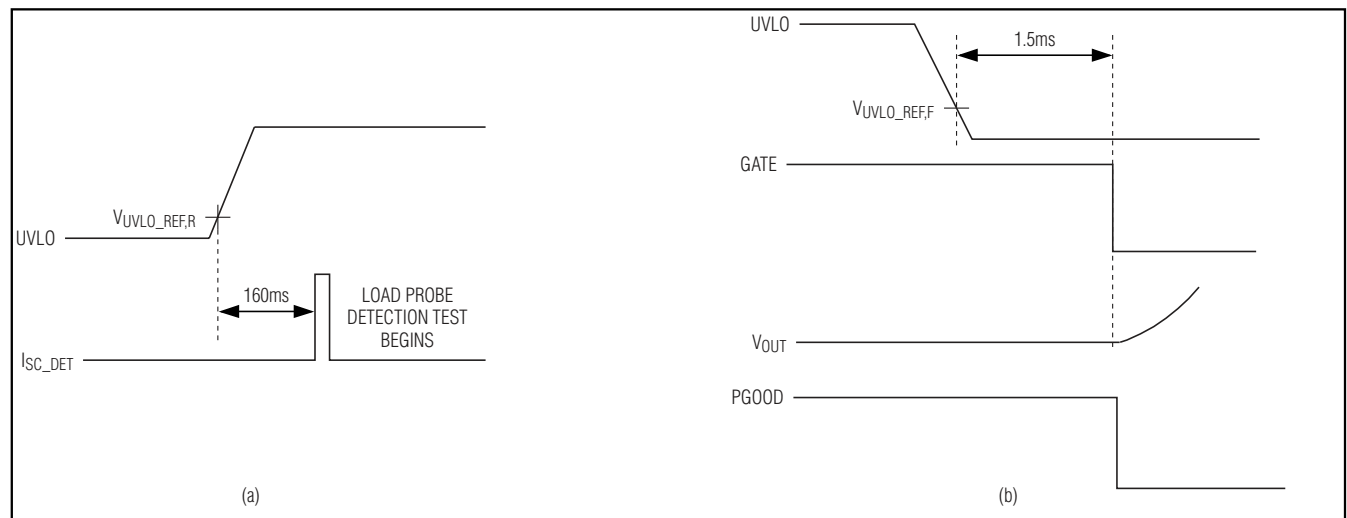 VUVLO_REF,R
UVLO
160ms
LOAD PROBE
DETECTION TEST
BEGINS
ISC_DET
(a)
UVLO
1.5ms
VUVLO_REF,F
GATE
VOUT
PGOOD
(b)